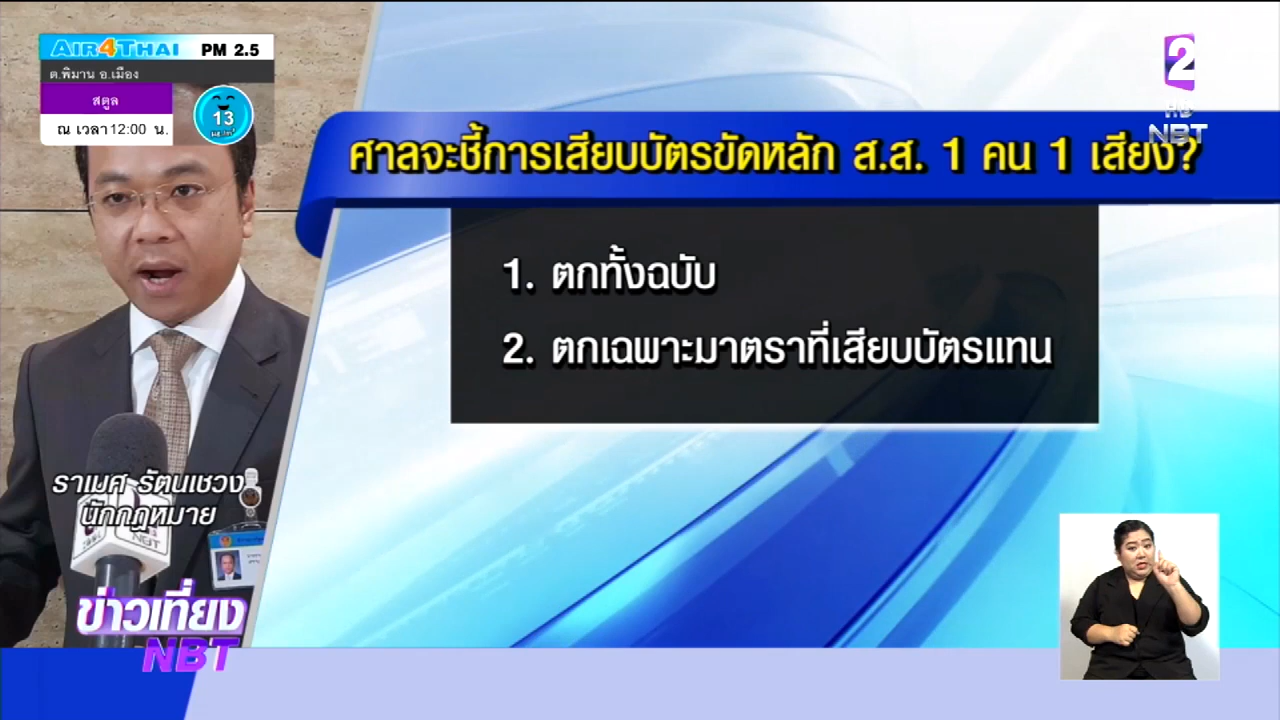 AIR4THAI PM 2.5
ต.พิมาน อ.เมือง
สตูล
ณ เวลา 12:00 น.
13
2
HD
NBT
ศาลจะชี้การเสียบบัตรขัดหลัก ส.ส. 1 คน 1 เสียง?
1. ตกทั้งฉบับ
2. ตกเฉพาะมาตราที่เสียบบัตรแทน
ราเมศ รัตนเชวง
นักกฎหมาย
NBT
ข่าวเที่ยง
NBT